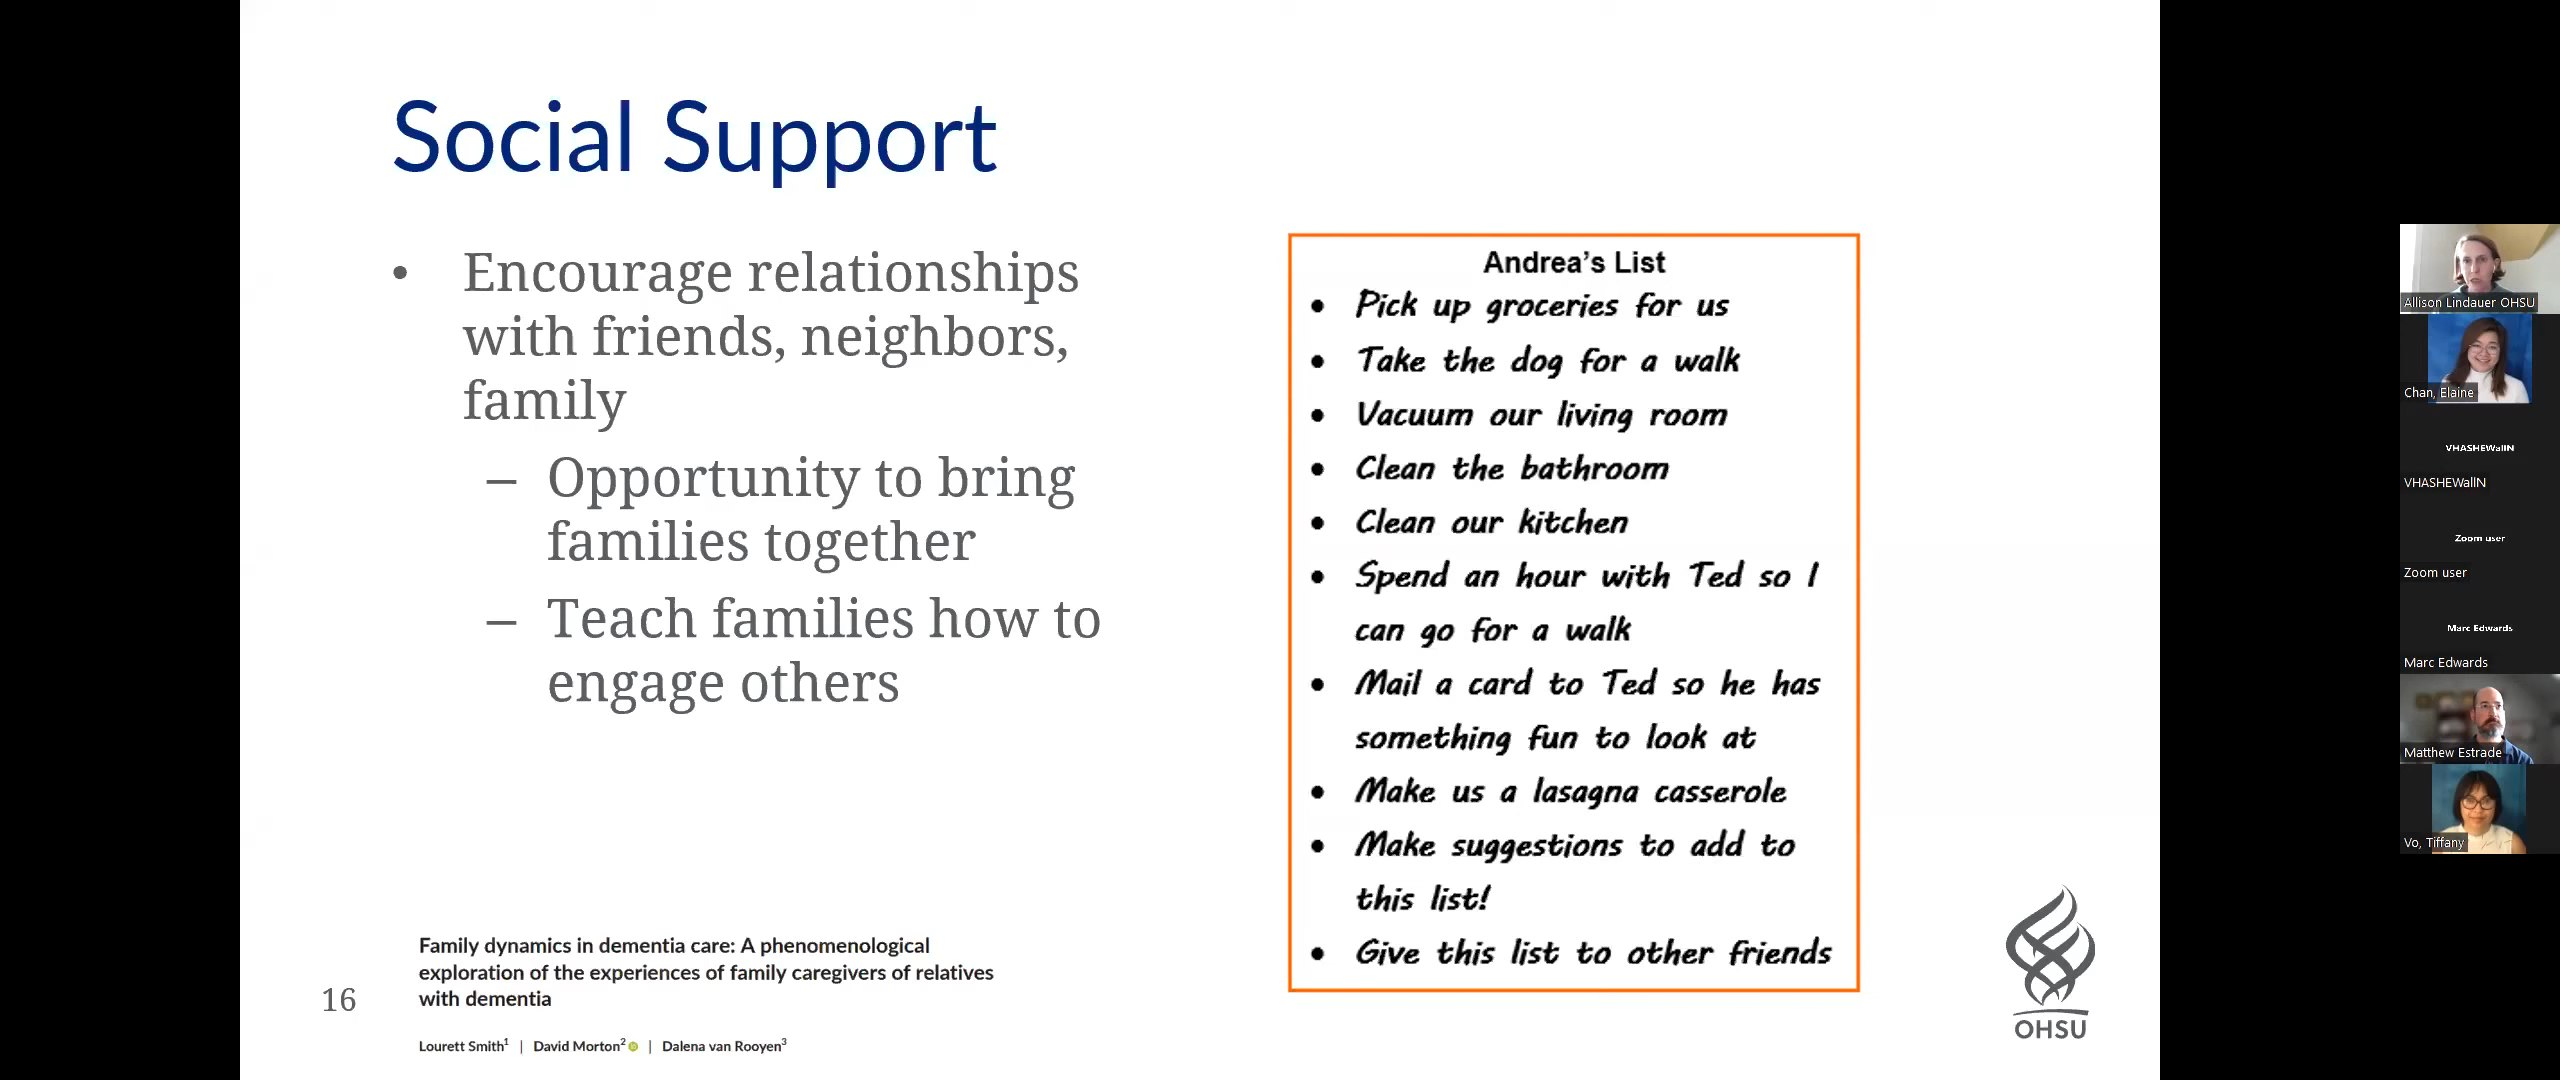 Social Support
• Encourage relationships
with friends, neighbors,
family
– Opportunity to bring
families together
– Teach families how to
engage others
Andrea's List
• Pick up groceries for us
• Take the dog for a walk
• Vacuum our living room
• Clean the bathroom
• Clean our kitchen
• Spend an hour with Ted so I
can go for a walk
• Mail a card to Ted so he has
something fun to look at
• Make us a lasagna casserole
• Make suggestions to add to
this list!
• Give this list to other friends
Family dynamics in dementia care: A phenomenological
exploration of the experiences of family caregivers of relatives
with dementia
Lourett Smith¹ | David Morton² iD | Dalena van Rooyen³
16
OHSU
Allison Lindauer OHSU
Chan, Elaine
VHASHEWallN
VHASHEWallN
Zoom user
Zoom user
Marc Edwards
Marc Edwards
Matthew Estrade
Vo, Tiffany